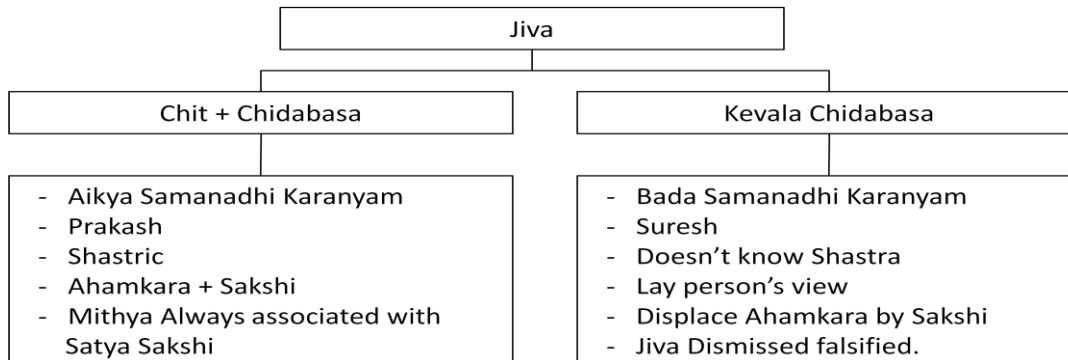 Jiva
Chit + Chidabasa
Kevala Chidabasa
- Aikya Samanadhi Karanyam
- Prakash
- Shastric
- Ahamkara + Sakshi
- Mithya Always associated with
Satya Sakshi
- Bada Samanadhi Karanyam
- Suresh
- Doesn’t know Shastra
- Lay person’s view
- Displace Ahamkara by Sakshi
- Jiva Dismissed falsified.